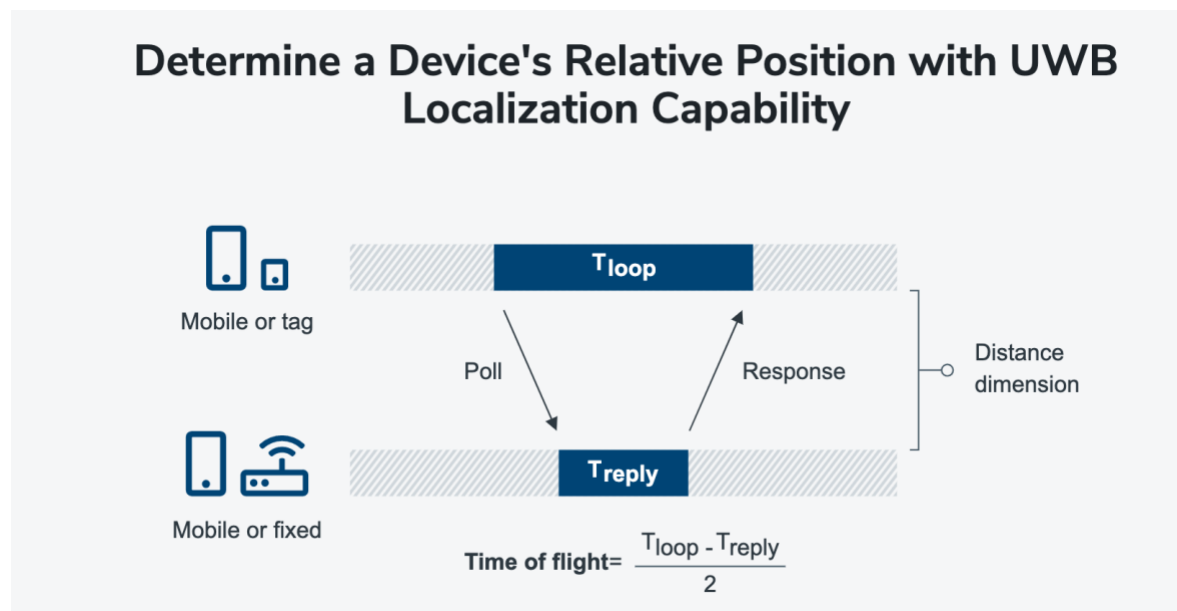 Determine a Device's Relative Position with UWB
Localization Capability
Tloop
Mobile or tag
Poll
Response
Distance
dimension
Treply
Mobile or fixed
Time of flight= Tloop - Treply
2